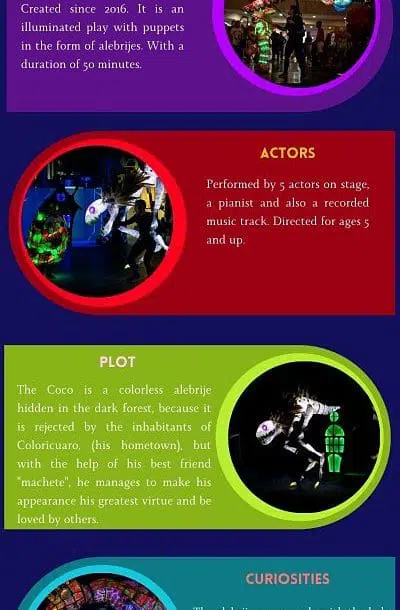 Created since 2016. It is an
illuminated play with puppets
in the form of alebrijes. With a
duration of 50 minutes.
ACTORS
Performed by 5 actors on stage,
a pianist and also a recorded
music track. Directed for ages 5
and up.
PLOT
The Coco is a colorless alebrije
hidden in the dark forest, because it
is rejected by the inhabitants of
Coloricuaro, (his hometown), but
with the help of his best friend
"machete", he manages to make his
appearance his greatest virtue and be
loved by others.
CURIOSITIES